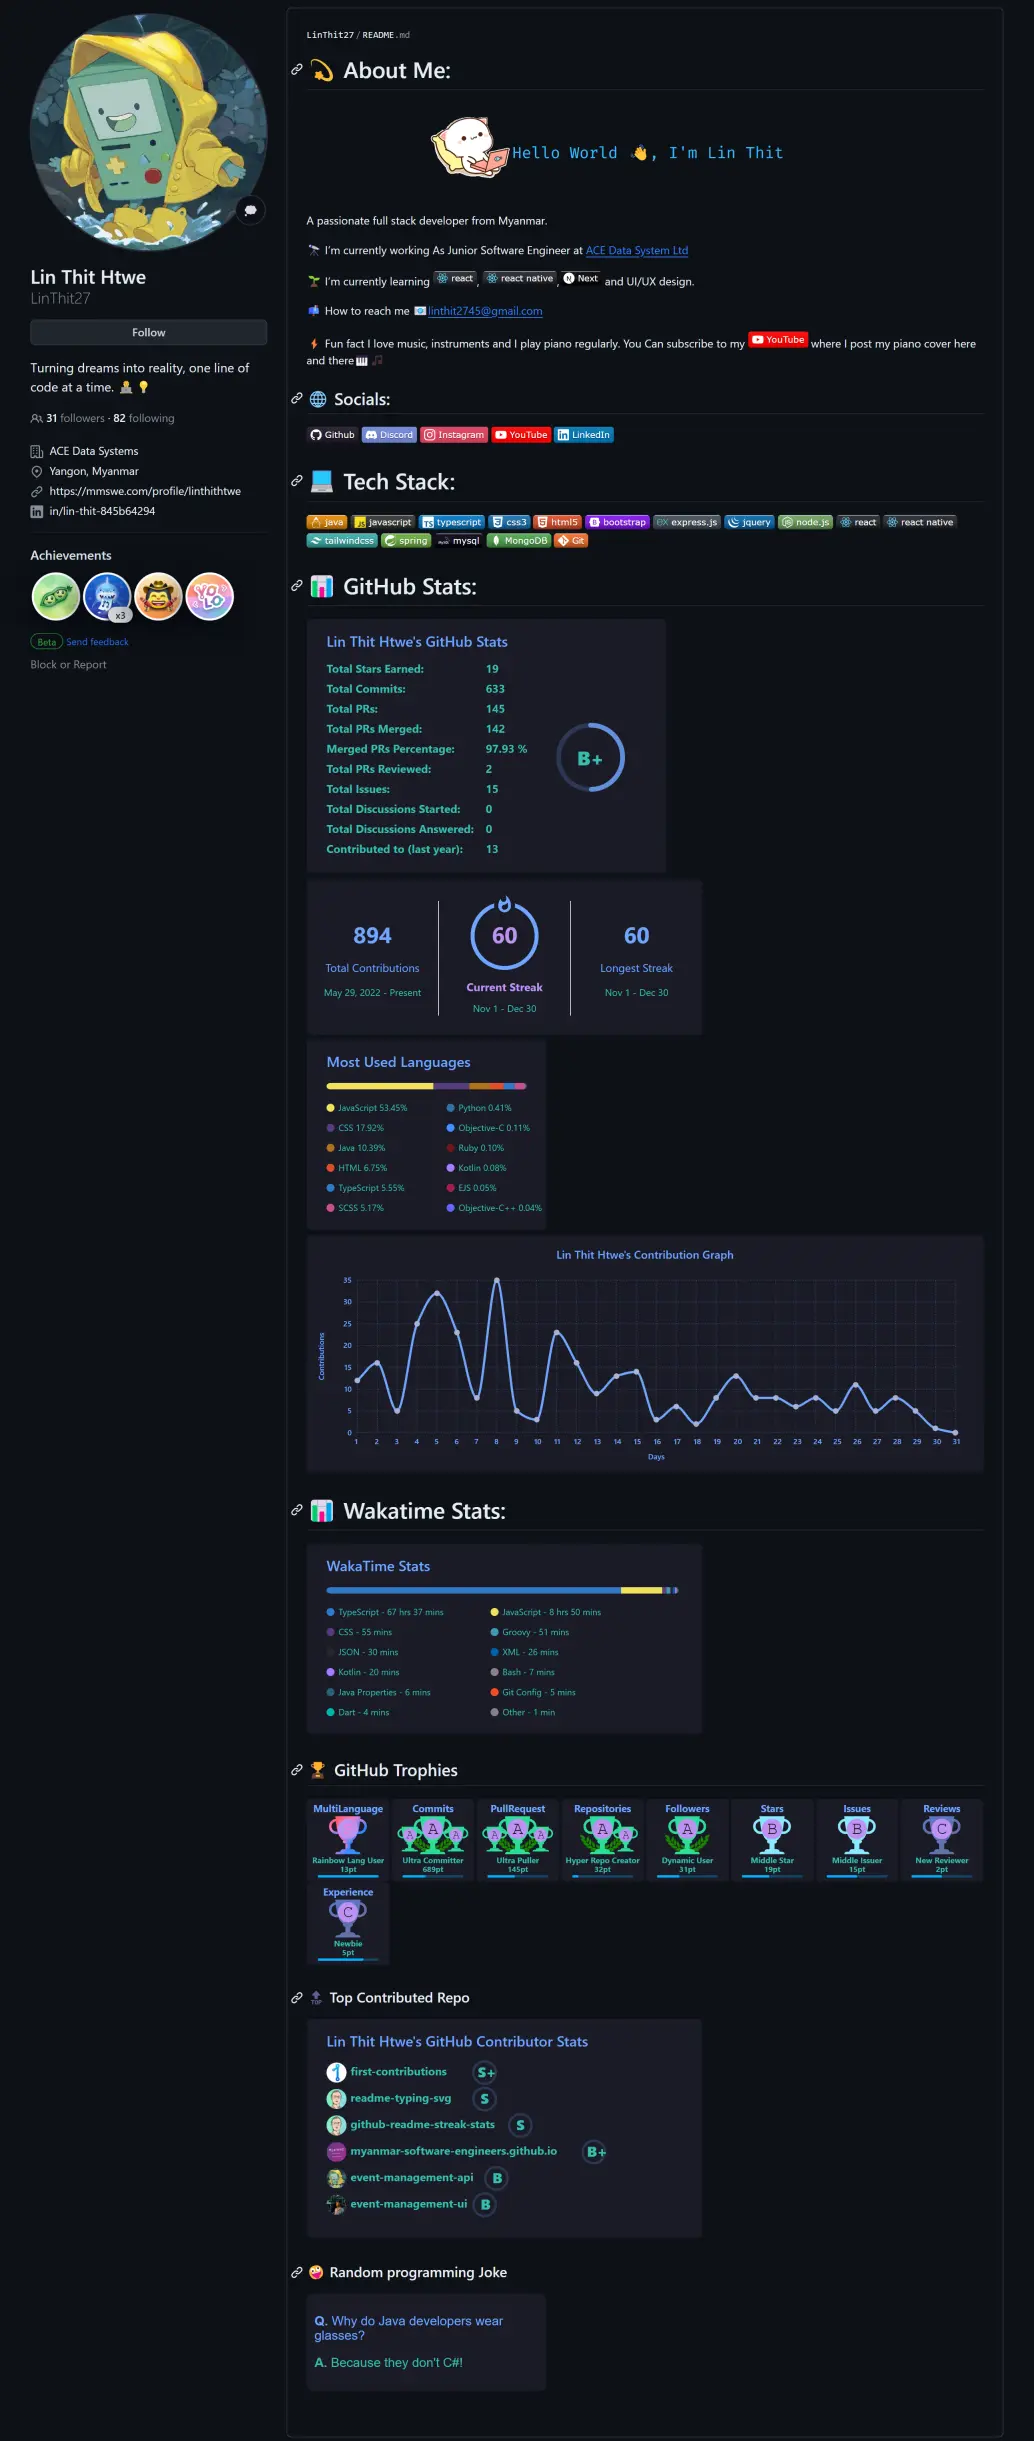 Lin Thit Htwe
LinThit27
Follow
Turning dreams into reality, one line of
code at a time.
31 followers · 82 following
ACE Data Systems
Yangon, Myanmar
https://mmswe.com/profile/linthithtwe
in/lin-thit-845b64294
Achievements
YOLO
x3
Beta Send feedback
Block or Report
LinThit27 / README.md
About Me:
Hello World 👋, I'm Lin Thit
A passionate full stack developer from Myanmar.
🔭 I'm currently working As Junior Software Engineer at ACE Data System Ltd
🌱 I'm currently learning react, react native, Next and UI/UX design.
📫 How to reach me 📧linthit2745@gmail.com
⚡ Fun fact I love music, instruments and I play piano regularly. You Can subscribe to my YouTube where I post my piano cover here
and there🎹 🎵
Socials:
Github Discord Instagram YouTube LinkedIn
Tech Stack:
java javascript typescript css3 html5 bootstrap express.js jquery node.js react react native
tailwindcss spring mysql MongoDB Git
GitHub Stats:
Lin Thit Htwe's GitHub Stats
Total Stars Earned: 19
Total Commits: 633
Total PRs: 145
Total PRs Merged: 142
Merged PRs Percentage: 97.93 %
Total PRs Reviewed: 2
Total Issues: 15
Total Discussions Started: 0
Total Discussions Answered: 0
Contributed to (last year): 13
B+
894
Total Contributions
May 29, 2022 - Present
60
Current Streak
Nov 1 - Dec 30
60
Longest Streak
Nov 1 - Dec 30
Most Used Languages
JavaScript 53.45% Python 0.41%
CSS 17.92% Objective-C 0.11%
Java 10.39% Ruby 0.10%
HTML 6.75% Kotlin 0.08%
TypeScript 5.55% EJS 0.05%
SCSS 5.17% Objective-C++ 0.04%
Lin Thit Htwe's Contribution Graph
Contributions
35
30
25
20
15
10
5
0
1 2 3 4 5 6 7 8 9 10 11 12 13 14 15 16 17 18 19 20 21 22 23 24 25 26 27 28 29 30 31
Days
Wakatime Stats:
WakaTime Stats
TypeScript - 67 hrs 37 mins JavaScript - 8 hrs 50 mins
CSS - 55 mins Groovy - 51 mins
JSON - 30 mins XML - 26 mins
Kotlin - 20 mins Bash - 7 mins
Java Properties - 6 mins Git Config - 5 mins
Dart - 4 mins Other - 1 min
GitHub Trophies
MultiLanguage Commits PullRequest Repositories Followers Stars Issues Reviews
A A A A A A A A A A B B C
Rainbow Lang User Ultra Committer Ultra Puller Hyper Repo Creator Dynamic User Middle Star Middle Issuer New Reviewer
13pt 689pt 145pt 32pt 31pt 19pt 15pt 2pt
Experience
C
Newbie
5pt
Top Contributed Repo
Lin Thit Htwe's GitHub Contributor Stats
first-contributions S+
readme-typing-svg S
github-readme-streak-stats S
myanmar-software-engineers.github.io B+
event-management-api B
event-management-ui B
Random programming Joke
Q. Why do Java developers wear
glasses?
A. Because they don't C#!